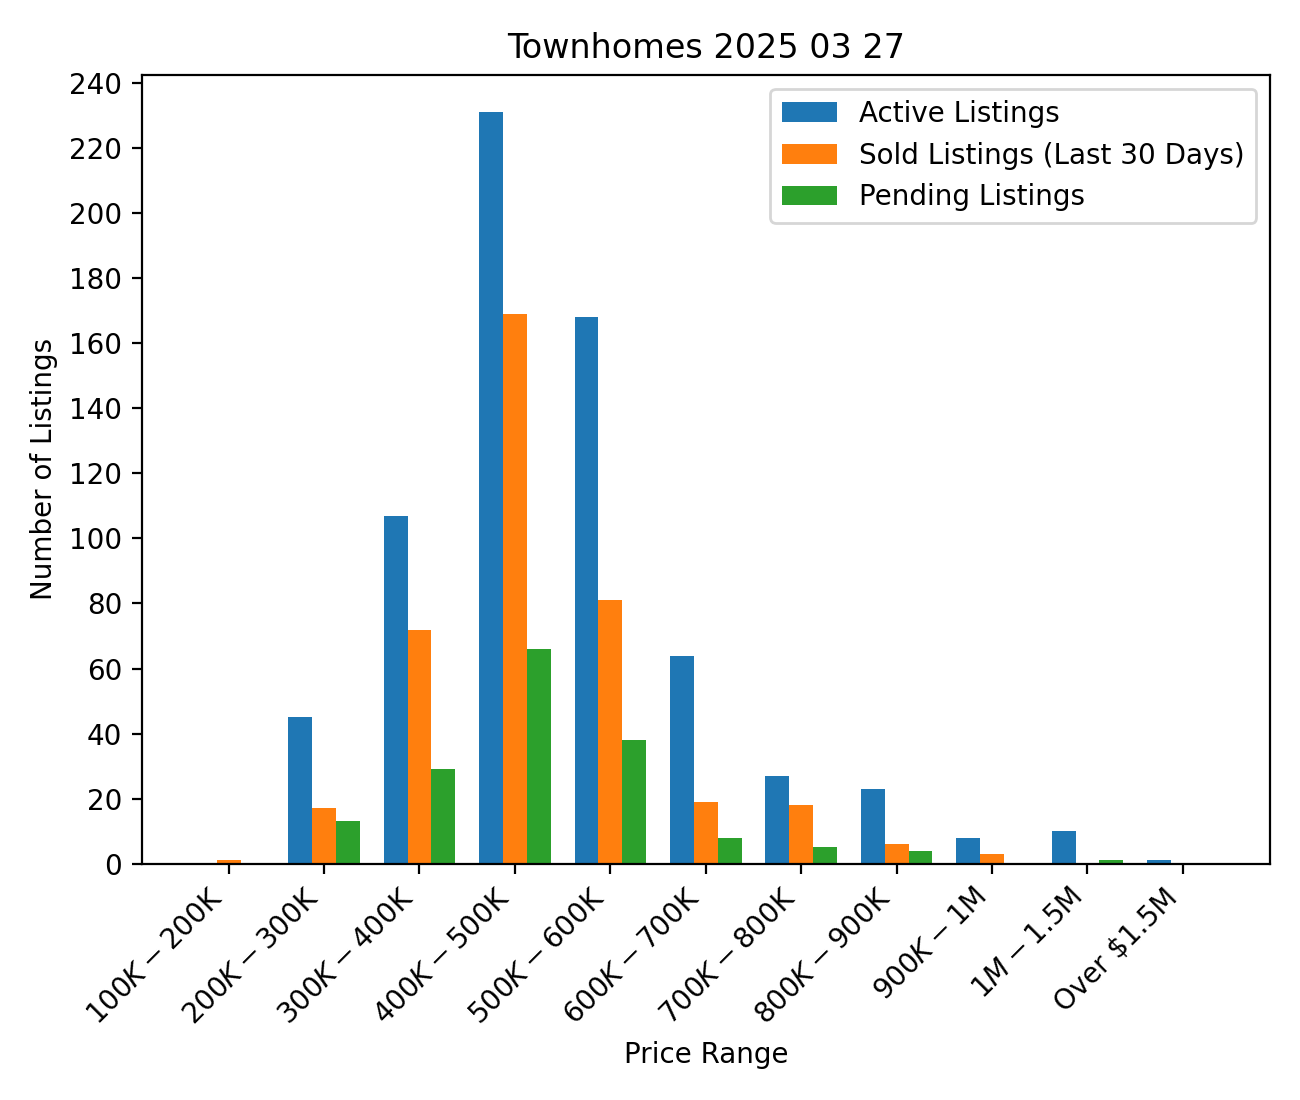 Townhomes 2025 03 27
Active Listings
Sold Listings (Last 30 Days)
Pending Listings
Number of Listings
240
220
200
180
160
140
120
100
80
60
40
20
0
100K − 200K
200K − 300K
300K − 400K
400K − 500K
500K − 600K
600K − 700K
700K − 800K
800K − 900K
900K − 1M
1M − 1.5M
Over $1.5M
Price Range